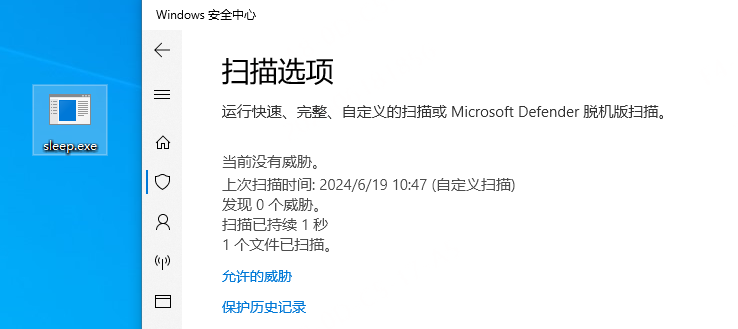 Windows 安全中心
sleep.exe
扫描选项
运行快速、完整、自定义的扫描或 Microsoft Defender 脱机版扫描。
当前没有威胁。
上次扫描时间: 2024/6/19 10:47 (自定义扫描)
发现 0 个威胁。
扫描已持续 1 秒
1 个文件已扫描。
允许的威胁
保护历史记录